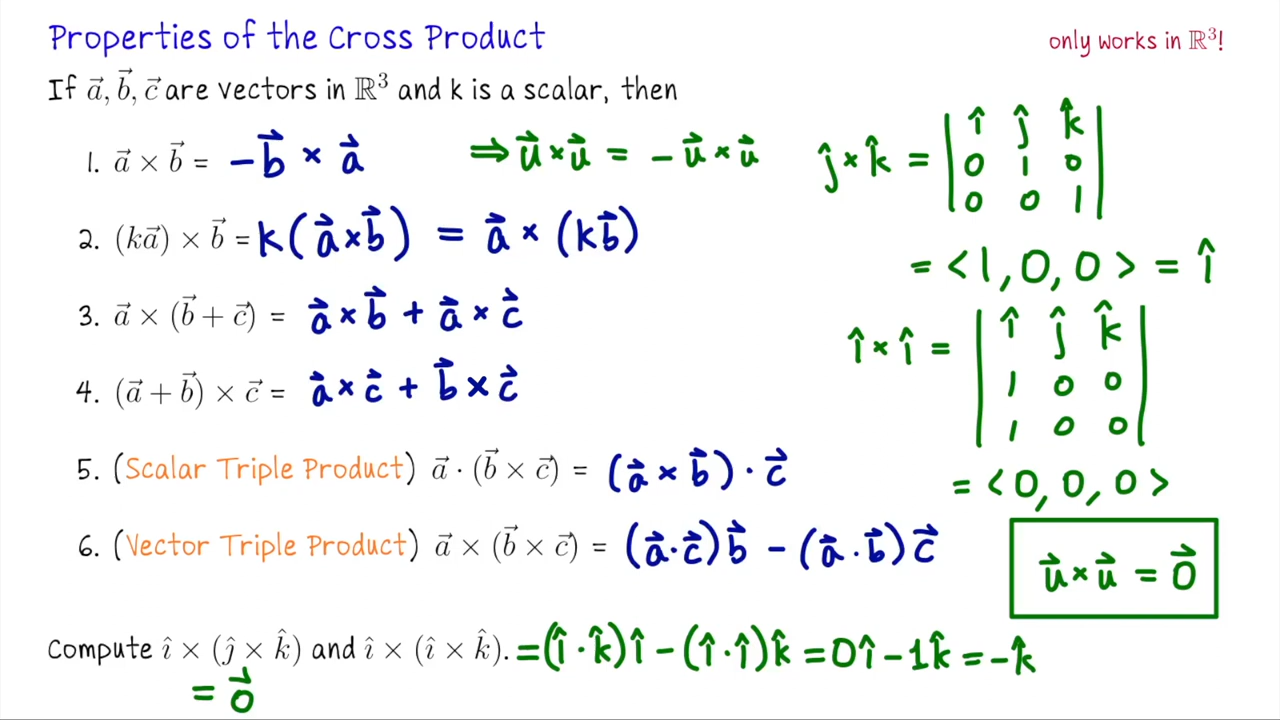 Properties of the Cross Product
only works in ℝ³!
If a⃗, b⃗, c⃗ are vectors in ℝ³ and k is a scalar, then
1. a⃗ × b⃗ = -b⃗ × a⃗
⇒ u⃗ × u⃗ = - u⃗ × u⃗
2. (ka⃗) × b⃗ = k(a⃗ × b⃗) = a⃗ × (kb⃗)
3. a⃗ × (b⃗ + c⃗) = a⃗ × b⃗ + a⃗ × c⃗
4. (a⃗ + b⃗) × c⃗ = a⃗ × c⃗ + b⃗ × c⃗
5. (Scalar Triple Product) a⃗ · (b⃗ × c⃗) = (a⃗ × b⃗) · c⃗
6. (Vector Triple Product) a⃗ × (b⃗ × c⃗) = (a⃗ · c⃗)b⃗ - (a⃗ · b⃗)c⃗
Compute î × (ĵ × k̂) and î × (î × k̂). = (î · k̂)î - (î · î)k̂ = 0î - 1k̂ = -k̂
= 0⃗
ĵ × k̂ = | î ĵ k̂ |
| 0 1 0 |
| 0 0 1 |
= <1, 0, 0> = î
î × î = | î ĵ k̂ |
| 1 0 0 |
| 1 0 0 |
= <0, 0, 0>
u⃗ × u⃗ = 0⃗